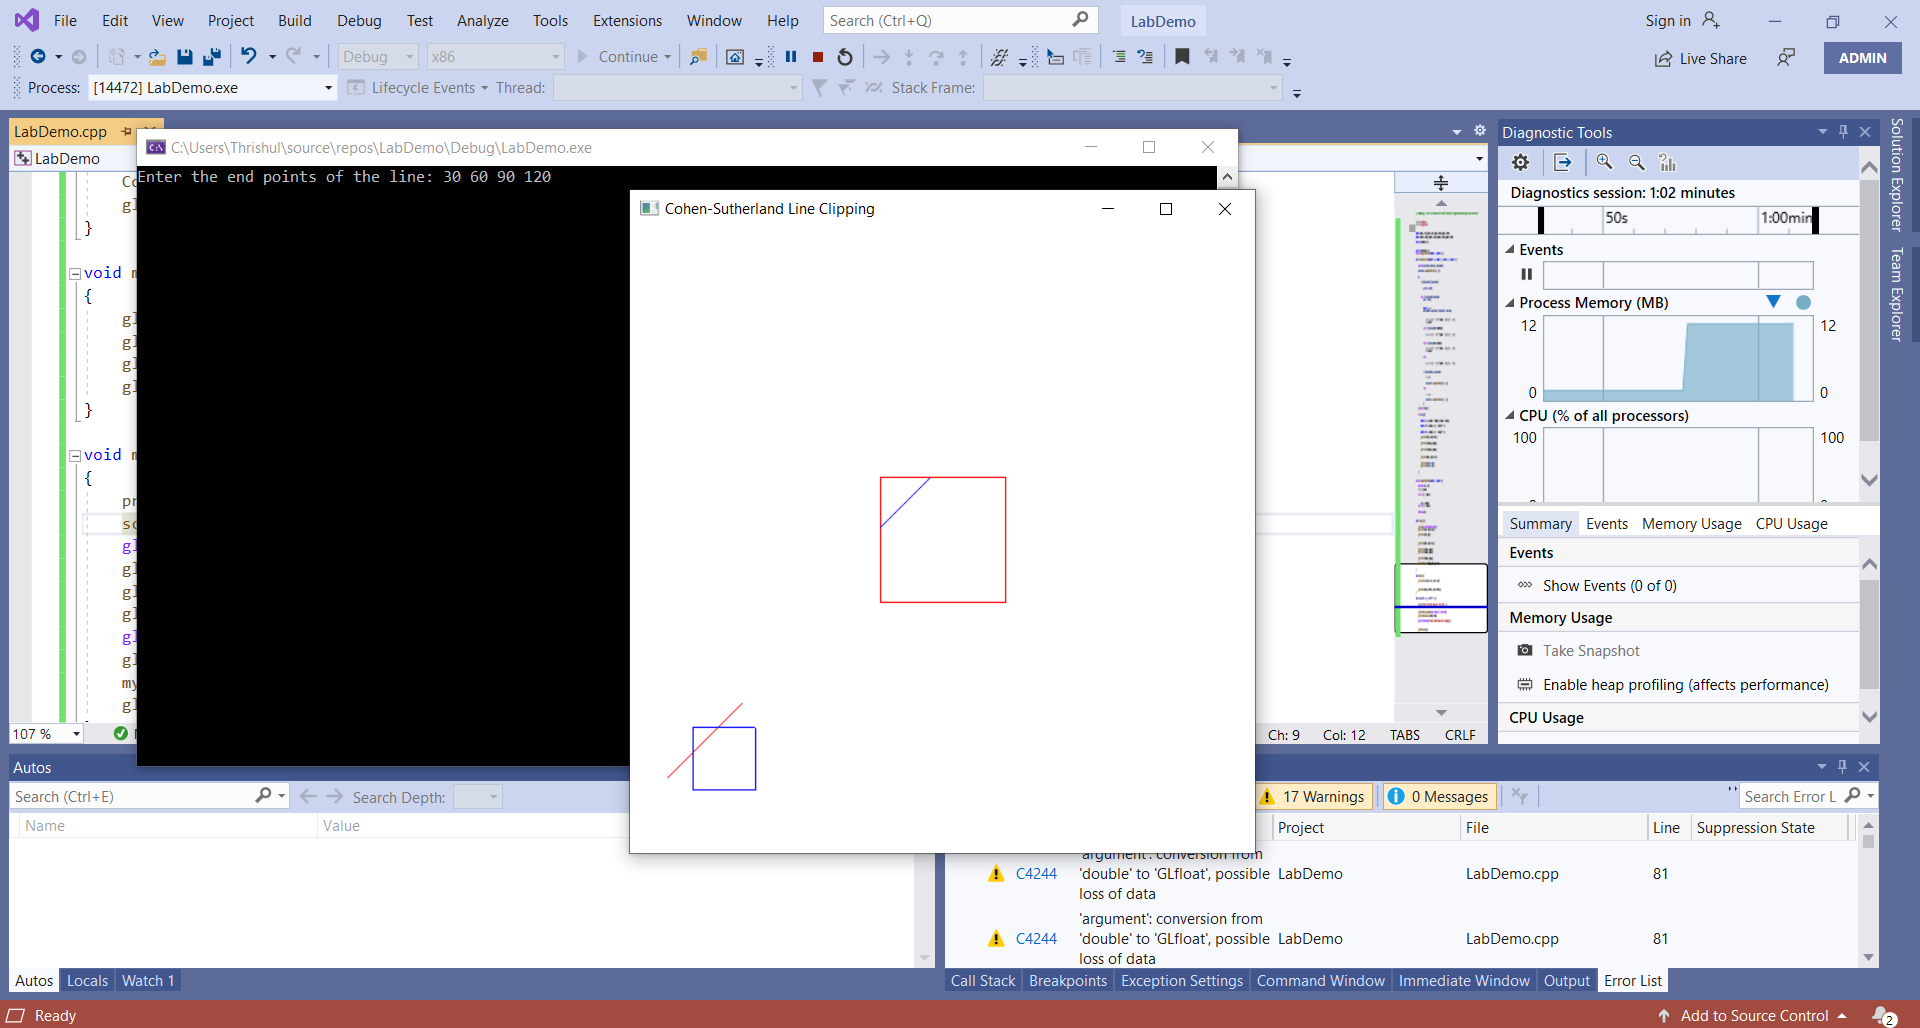 File Edit View Project Build Debug Test Analyze Tools Extensions Window Help Search (Ctrl+Q) LabDemo Sign in
Debug x86 Continue Live Share ADMIN
Process: [14472] LabDemo.exe Lifecycle Events Thread: Stack Frame:
LabDemo.cpp
LabDemo
C:\Users\Thrishul\source\repos\LabDemo\Debug\LabDemo.exe
Enter the end points of the line: 30 60 90 120
Cohen-Sutherland Line Clipping
}
void
{
}
void
{
107 %
Ch: 9 Col: 12 TABS CRLF
Diagnostic Tools
Diagnostics session: 1:02 minutes
50s 1:00min
Events
Process Memory (MB)
12 12
0 0
CPU (% of all processors)
100 100
Summary Events Memory Usage CPU Usage
Events
Show Events (0 of 0)
Memory Usage
Take Snapshot
Enable heap profiling (affects performance)
CPU Usage
Solution Explorer
Team Explorer
Autos
Search (Ctrl+E) Search Depth:
Name Value
17 Warnings 0 Messages Search Error L
Project File Line Suppression State
'argument': conversion from
C4244 'double' to 'GLfloat', possible LabDemo LabDemo.cpp 81
loss of data
'argument': conversion from
C4244 'double' to 'GLfloat', possible LabDemo LabDemo.cpp 81
loss of data
Autos Locals Watch 1
Call Stack Breakpoints Exception Settings Command Window Immediate Window Output Error List
Ready Add to Source Control 2